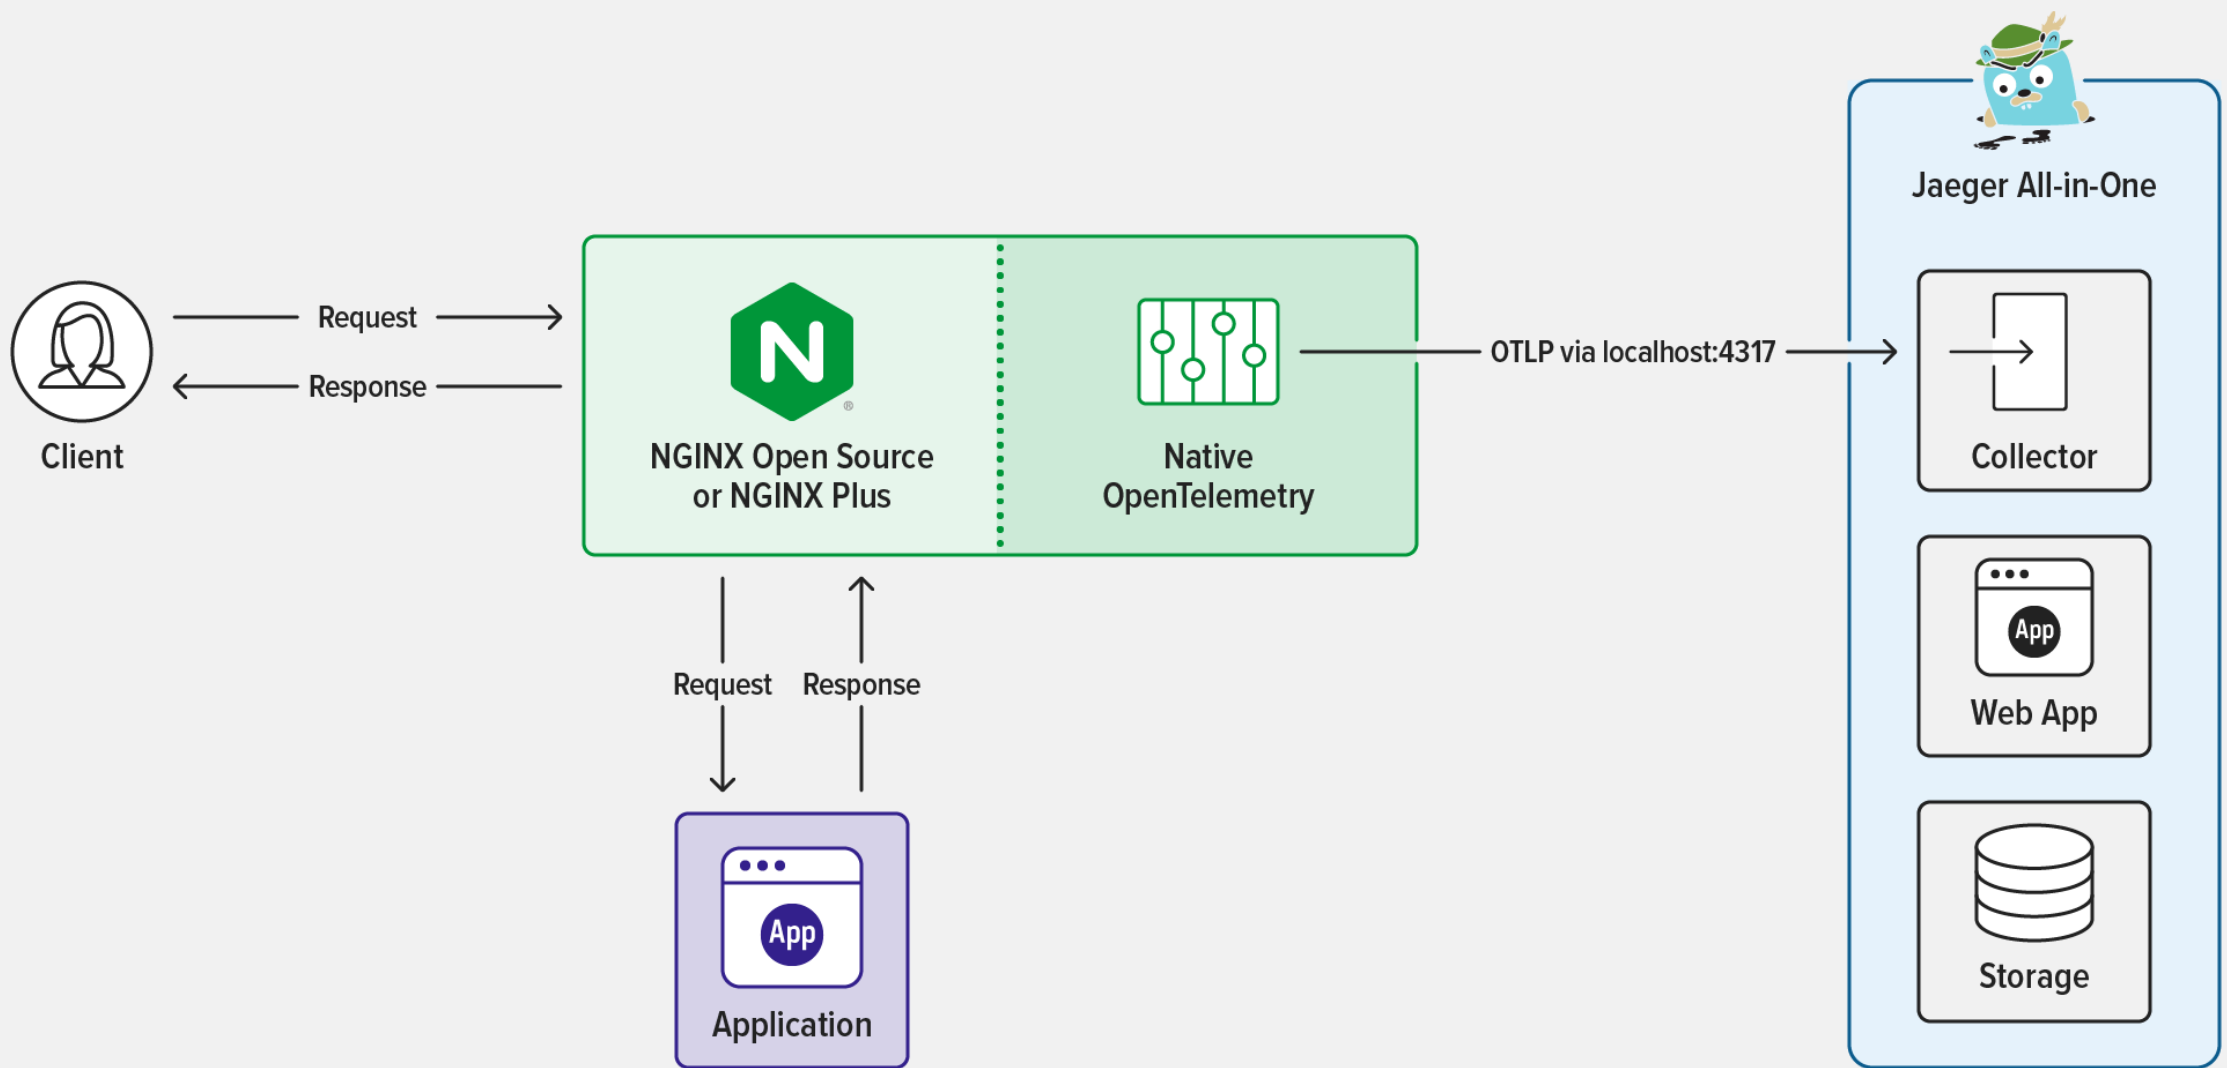 Jaeger All-in-One
Request
Response
Client
N
®
NGINX Open Source
or NGINX Plus
Native
OpenTelemetry
OTLP via localhost:4317
Collector
App
Web App
Request
Response
App
Application
Storage